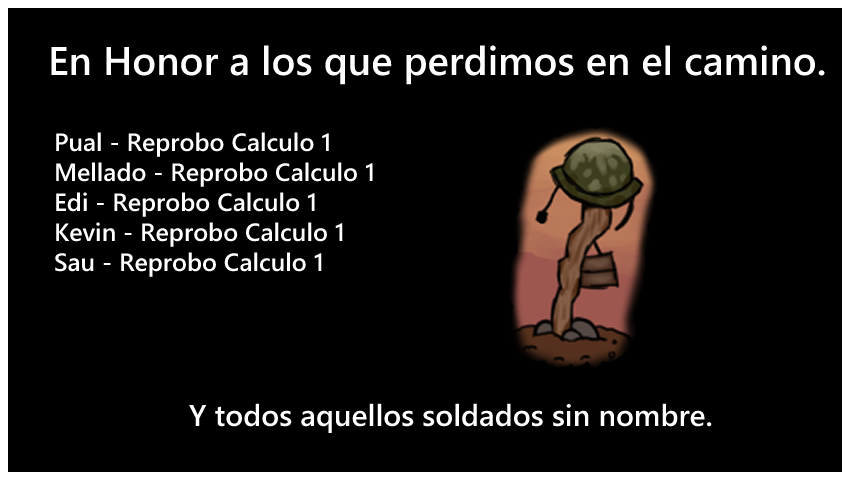 En Honor a los que perdimos en el camino.
Pual - Reprobo Calculo 1
Mellado - Reprobo Calculo 1
Edi - Reprobo Calculo 1
Kevin - Reprobo Calculo 1
Sau - Reprobo Calculo 1
Y todos aquellos soldados sin nombre.